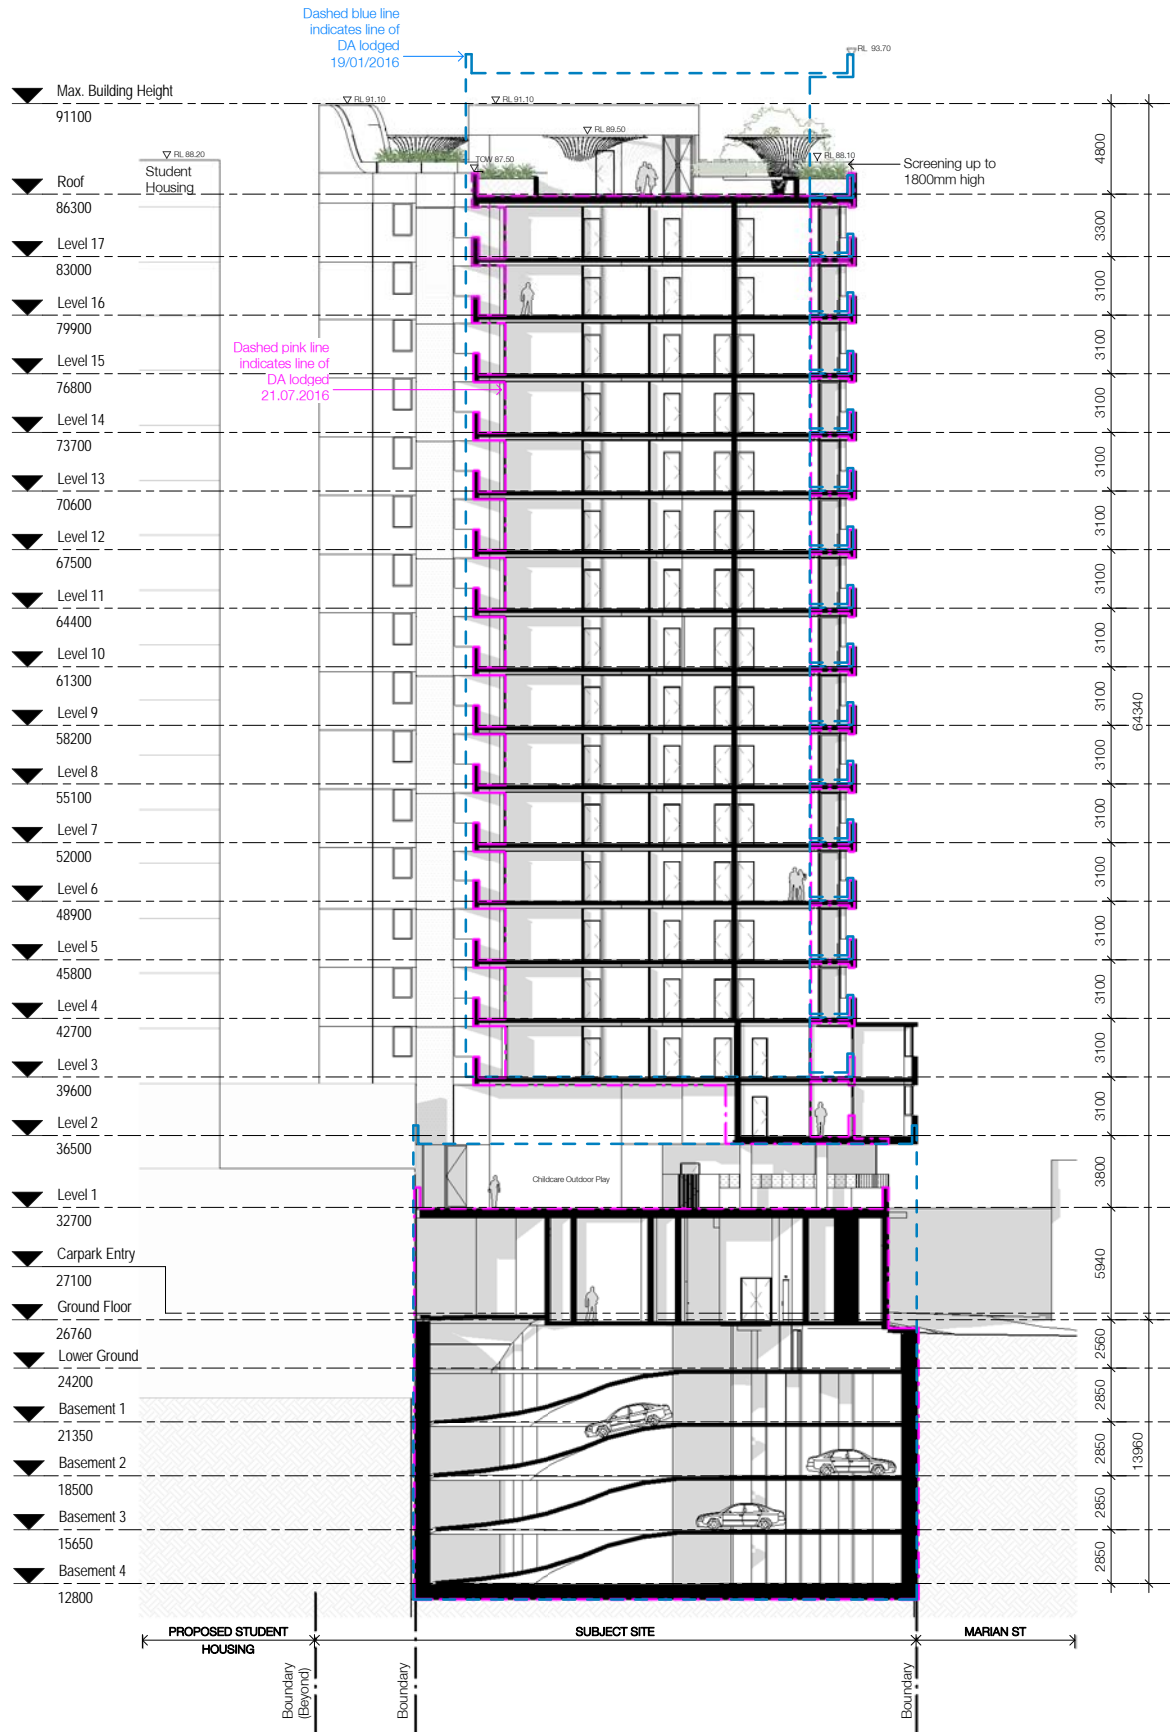 Dashed blue line
indicates line of
DA lodged
19/01/2016
RL 93.70
Max. Building Height
91100
RL 91.10
RL 91.10
RL 89.50
RL 88.20
Student
Housing
TOW 87.50
RL 88.10
Screening up to
1800mm high
4800
Roof
86300
3300
Level 17
83000
3100
Level 16
79900
3100
Dashed pink line
indicates line of
DA lodged
21.07.2016
Level 15
76800
3100
Level 14
73700
3100
Level 13
70600
3100
Level 12
67500
3100
Level 11
64400
3100
Level 10
61300
3100
Level 9
58200
3100
64340
Level 8
55100
3100
Level 7
52000
3100
Level 6
48900
3100
Level 5
45800
3100
Level 4
42700
3100
Level 3
39600
3100
Level 2
36500
3800
Childcare Outdoor Play
Level 1
32700
5940
Carpark Entry
27100
Ground Floor
26760
2560
Lower Ground
24200
2850
Basement 1
21350
2850
13960
Basement 2
18500
2850
Basement 3
15650
2850
Basement 4
12800
PROPOSED STUDENT
HOUSING
SUBJECT SITE
MARIAN ST
Boundary
(Beyond)
Boundary
Boundary